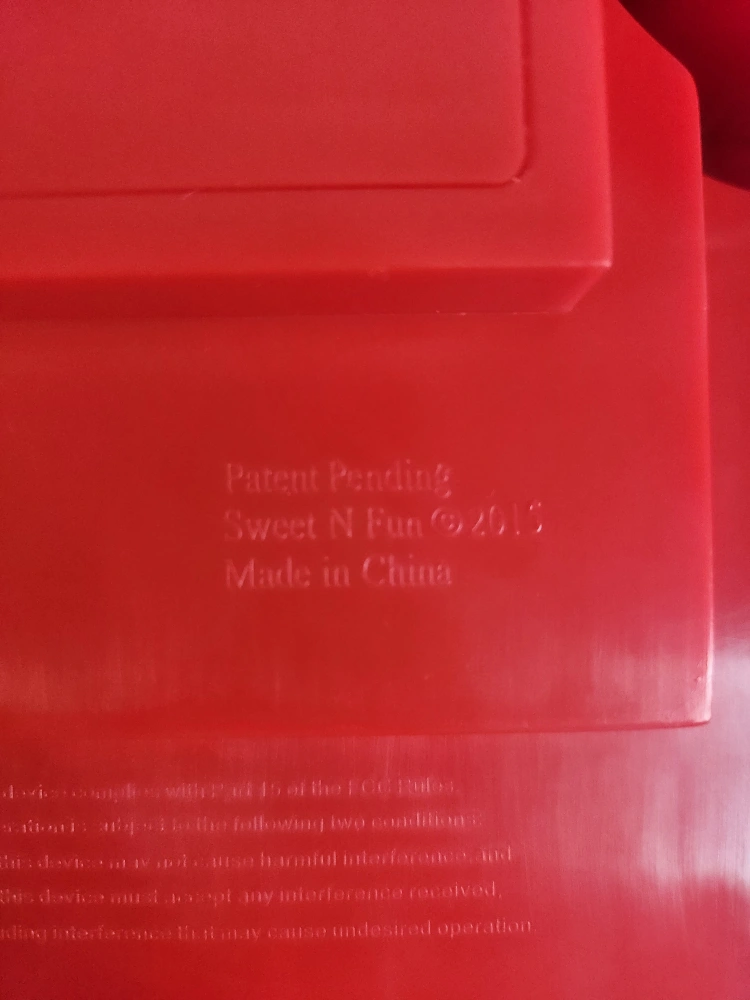 Patent Pending
Sweet N Fun © 2015
Made in China
device complies with Part 15 of the FCC Rules.
is subject to the following two conditions:
this device may not cause harmful interference, and
this device must accept any interference received,
interference that may cause undesired operation.